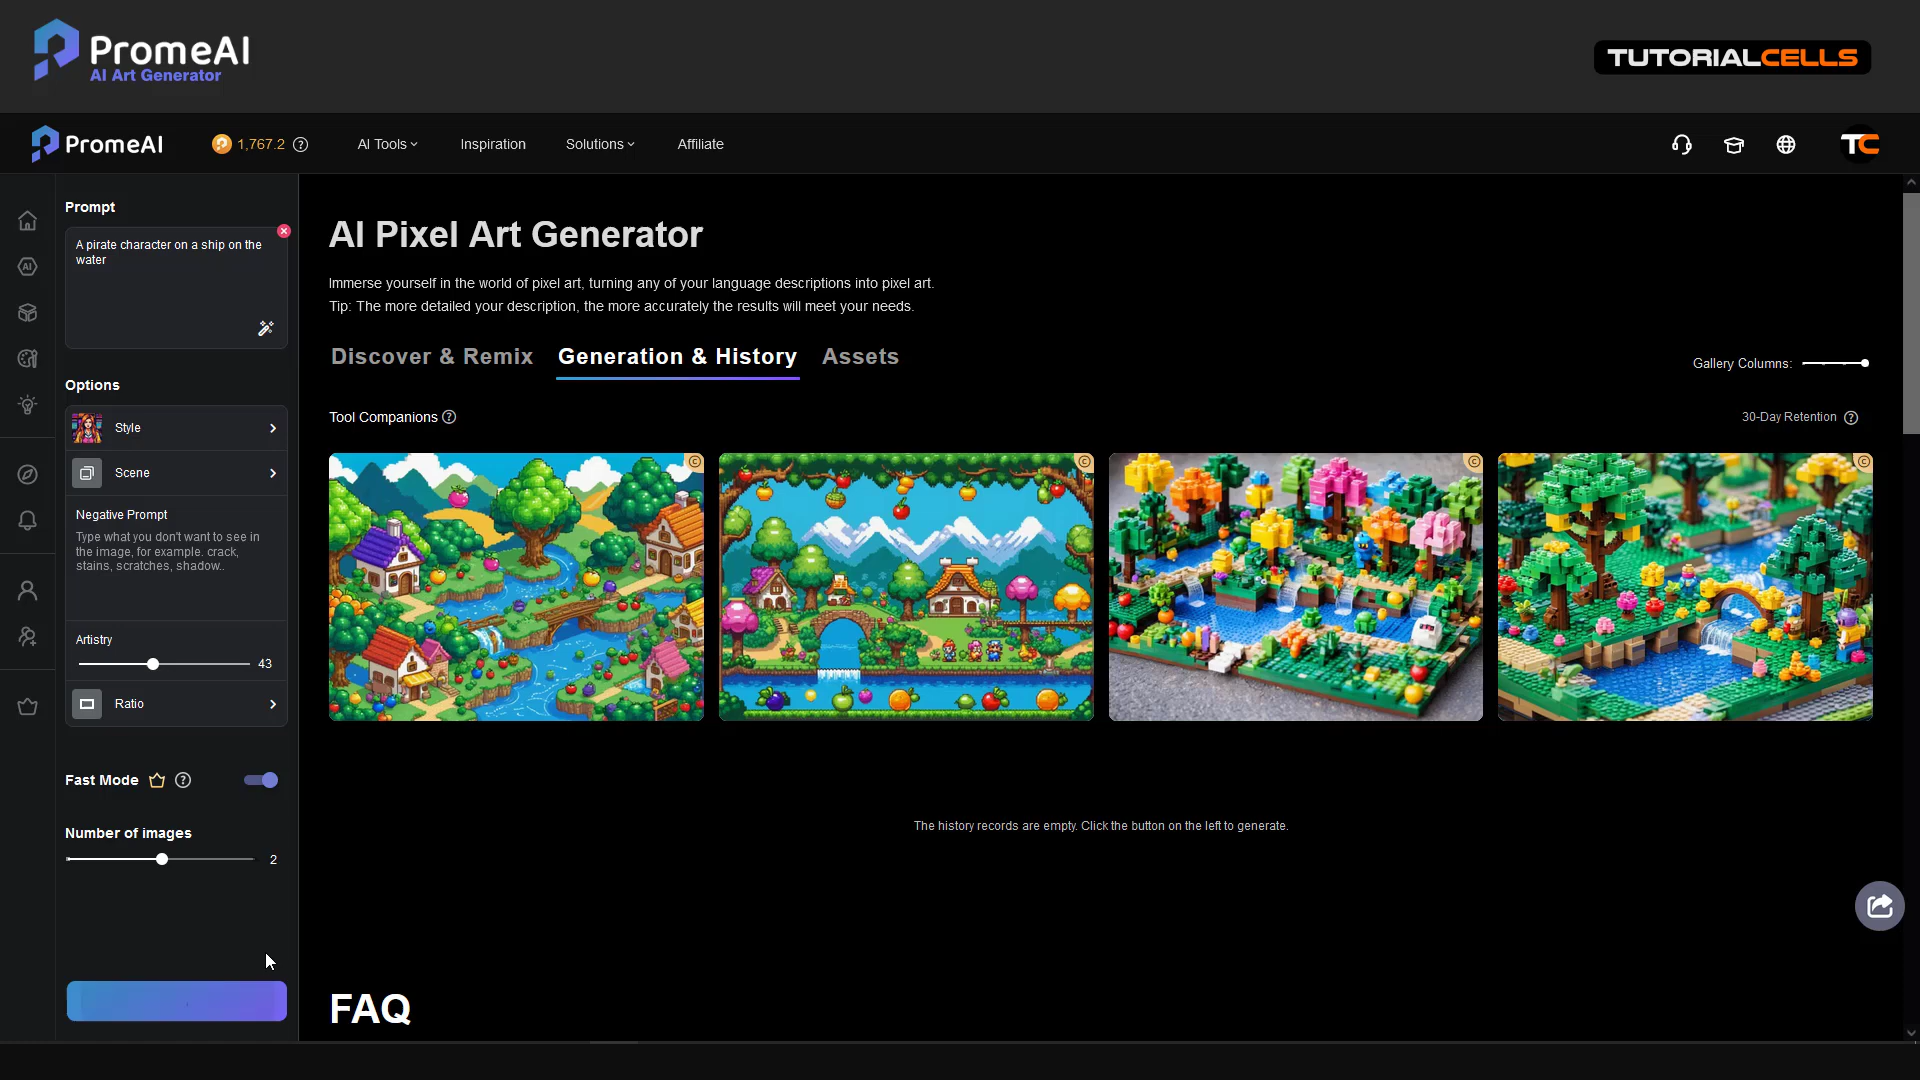 PromeAI
AI Art Generator
TUTORIALCELLS
PromeAI
1,767.2
AI Tools
Inspiration
Solutions
Affiliate
TC
Prompt
A pirate character on a ship on the
water
Options
Style
Scene
Negative Prompt
Type what you don't want to see in
the image, for example. crack,
stains, scratches, shadow..
Artistry
43
Ratio
Fast Mode
Number of images
2
AI Pixel Art Generator
Immerse yourself in the world of pixel art, turning any of your language descriptions into pixel art.
Tip: The more detailed your description, the more accurately the results will meet your needs.
Discover & Remix
Generation & History
Assets
Gallery Columns:
Tool Companions
30-Day Retention
The history records are empty. Click the button on the left to generate.
FAQ